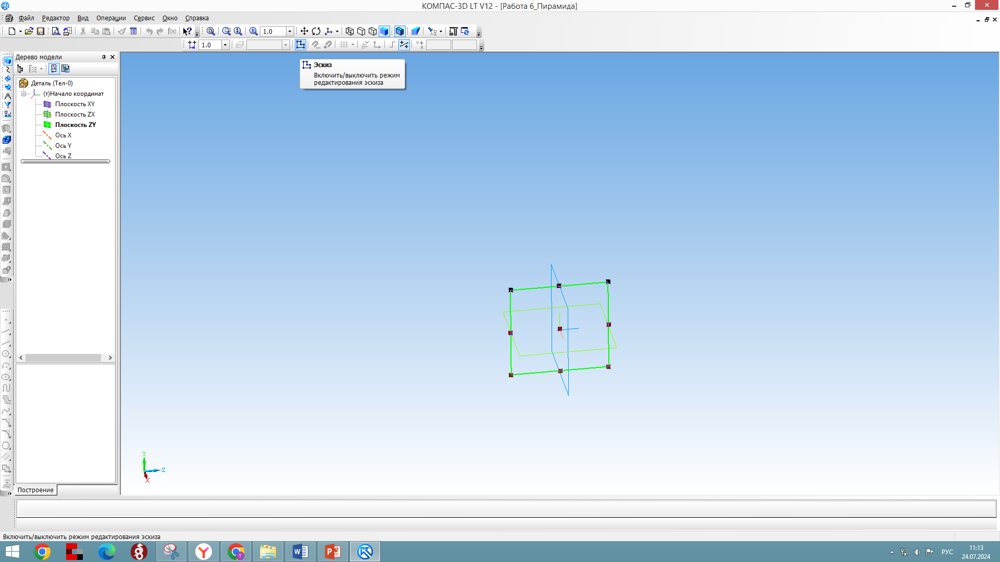 КОМПАС-3D LT V12 - [Работа 6_Пирамида]
Файл Редактор Вид Операции Сервис Окно Справка
f(x) ? 1.0
1.0
Дерево модели
Эскиз
Включить/выключить режим
редактирования эскиза
Деталь (Тел-0)
(т)Начало координат
Плоскость XY
Плоскость ZX
Плоскость ZY
Ось X
Ось Y
Ось Z
Y
Z
X
Построение
Включить/выключить режим редактирования эскиза
РУС
11:13
24.07.2024